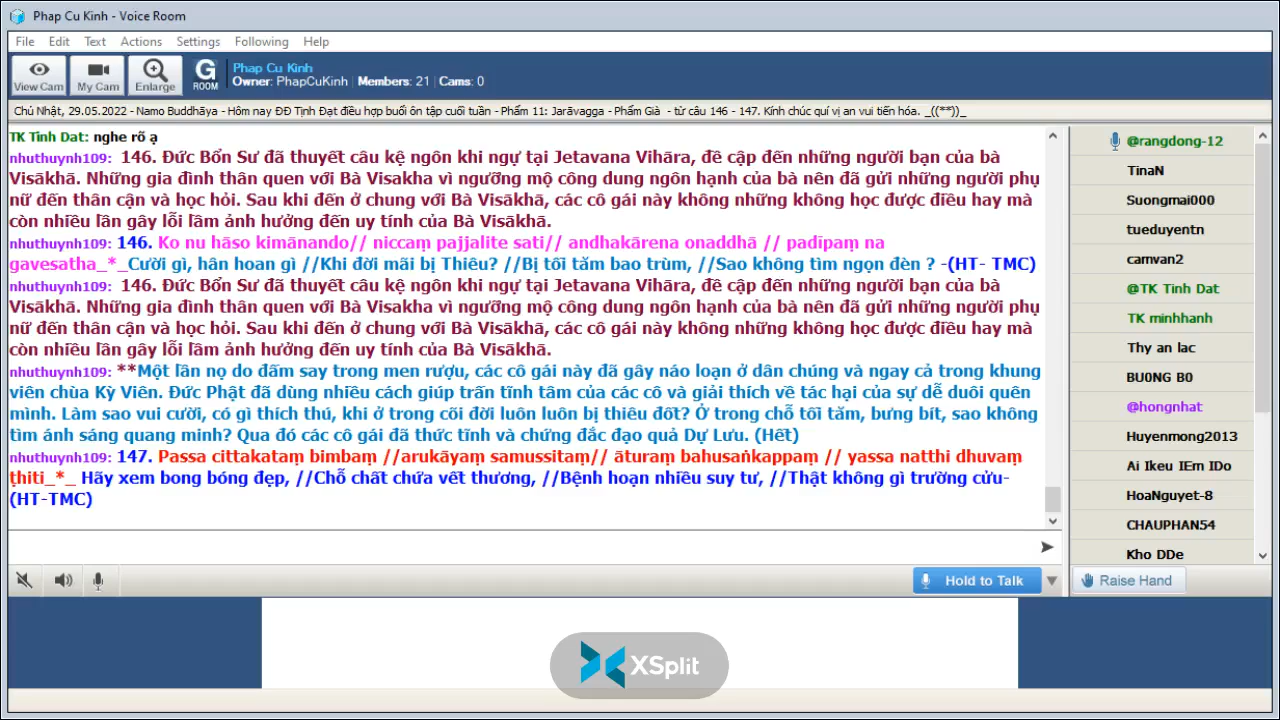 Phap Cu Kinh - Voice Room
File Edit Text Actions Settings Following Help
View Cam My Cam Enlarge G ROOM
Phap Cu Kinh
Owner: PhapCuKinh | Members: 21 | Cams: 0
Chủ Nhật, 29.05.2022 - Namo Buddhāya - Hôm nay ĐĐ Tịnh Đạt điều hợp buổi ôn tập cuối tuần - Phẩm 11: Jarāvagga - Phẩm Già - từ câu 146 - 147. Kính chúc quí vị an vui tiến hóa. _((**))_
TK Tinh Dat: nghe rõ ạ
nhuthuynh109: 146. Đức Bổn Sư đã thuyết câu kệ ngôn khi ngự tại Jetavana Vihāra, đề cập đến những người bạn của bà
Visākhā. Những gia đình thân quen với Bà Visakha vì ngưỡng mộ công dung ngôn hạnh của bà nên đã gửi những người phụ
nữ đến thân cận và học hỏi. Sau khi đến ở chung với Bà Visākhā, các cô gái này không những không học được điều hay mà
còn nhiều lần gây lỗi lầm ảnh hưởng đến uy tính của Bà Visākhā.
nhuthuynh109: 146. Ko nu hāso kimānando// niccaṃ pajjalite sati// andhakārena onaddhā // padīpaṃ na
gavesatha_*_Cười gì, hân hoan gì //Khi đời mãi bị Thiêu? //Bị tối tăm bao trùm, //Sao không tìm ngọn đèn ? -(HT- TMC)
nhuthuynh109: 146. Đức Bổn Sư đã thuyết câu kệ ngôn khi ngự tại Jetavana Vihāra, đề cập đến những người bạn của bà
Visākhā. Những gia đình thân quen với Bà Visakha vì ngưỡng mộ công dung ngôn hạnh của bà nên đã gửi những người phụ
nữ đến thân cận và học hỏi. Sau khi đến ở chung với Bà Visākhā, các cô gái này không những không học được điều hay mà
còn nhiều lần gây lỗi lầm ảnh hưởng đến uy tính của Bà Visākhā.
nhuthuynh109: **Một lần nọ do đấm say trong men rượu, các cô gái này đã gây náo loạn ở dân chúng và ngay cả trong khung
viên chùa Kỳ Viên. Đức Phật đã dùng nhiều cách giúp trấn tĩnh tâm của các cô và giải thích về tác hại của sự dễ duôi quên
mình. Làm sao vui cười, có gì thích thú, khi ở trong cõi đời luôn luôn bị thiêu đốt? Ở trong chỗ tối tăm, bưng bít, sao không
tìm ánh sáng quang minh? Qua đó các cô gái đã thức tĩnh và chứng đắc đạo quả Dự Lưu. (Hết)
nhuthuynh109: 147. Passa cittakataṃ bimbaṃ //arukāyaṃ samussitaṃ// āturaṃ bahusaṅkappaṃ // yassa natthi dhuvaṃ
ṭhiti_*_ Hãy xem bong bóng đẹp, //Chỗ chất chứa vết thương, //Bệnh hoạn nhiều suy tư, //Thật không gì trường cửu-
(HT-TMC)
@rangdong-12
TinaN
Suongmai000
tueduyentn
camvan2
@TK Tinh Dat
TK minhhanh
Thy an lac
BU0NG B0
@hongnhat
Huyenmong2013
Ai Ikeu IEm IDo
HoaNguyet-8
CHAUPHAN54
Kho DDe
Hold to Talk
Raise Hand
XSplit